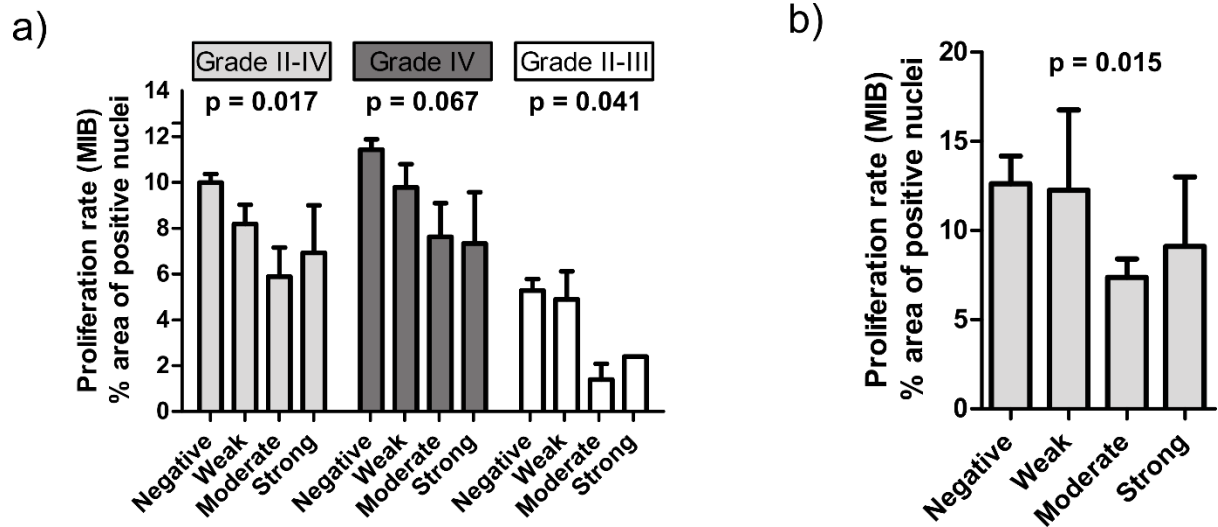 a)
Grade II-IV
Grade IV
Grade II-III
p = 0.017
p = 0.067
p = 0.041
Proliferation rate (MIB)
% area of positive nuclei
14
12
10
8
6
4
2
0
Negative
Weak
Moderate
Strong
Negative
Weak
Moderate
Strong
Negative
Weak
Moderate
Strong
b)
p = 0.015
Proliferation rate (MIB)
% area of positive nuclei
20
15
10
5
0
Negative
Weak
Moderate
Strong